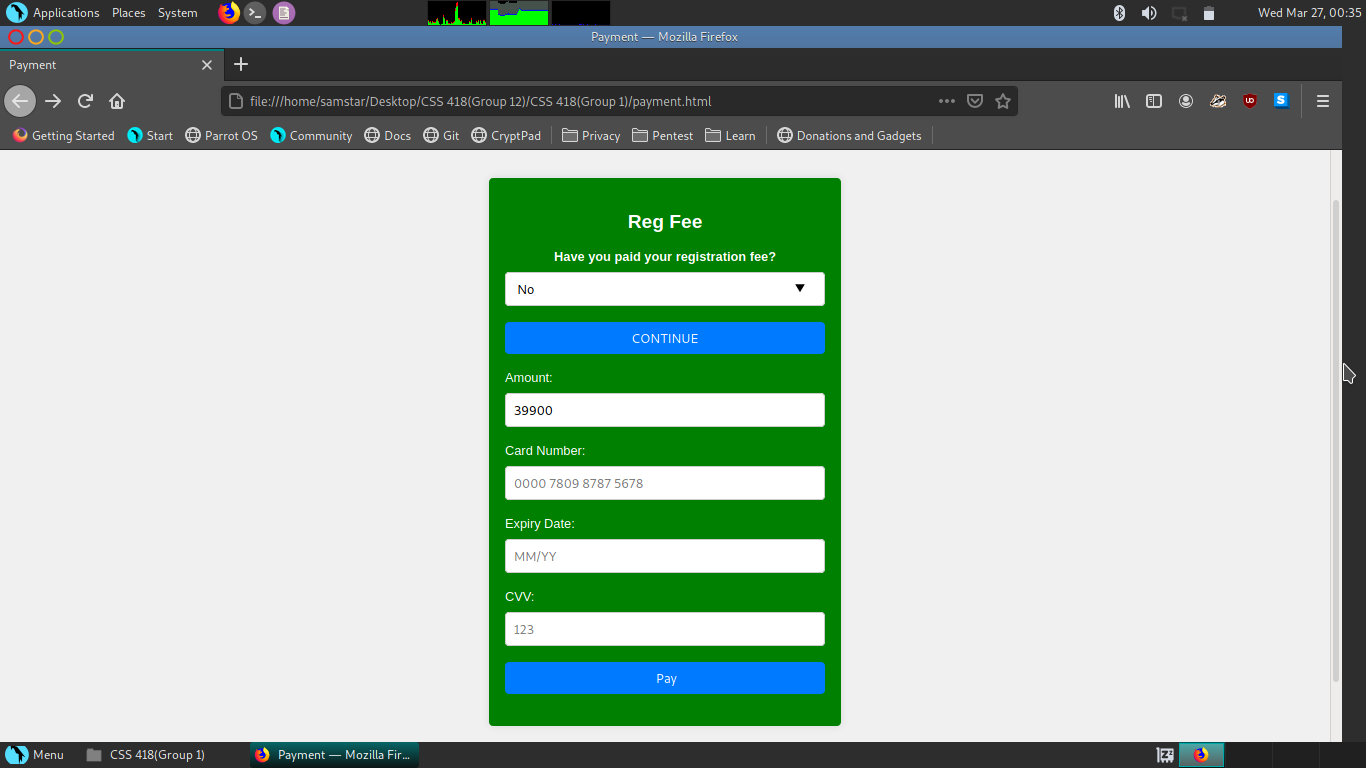 Applications Places System
Wed Mar 27, 00:35
Payment — Mozilla Firefox
Payment
file:///home/samstar/Desktop/CSS 418(Group 12)/CSS 418(Group 1)/payment.html
Getting Started Start Parrot OS Community Docs Git CryptPad Privacy Pentest Learn Donations and Gadgets
Reg Fee
Have you paid your registration fee?
No
CONTINUE
Amount:
39900
Card Number:
0000 7809 8787 5678
Expiry Date:
MM/YY
CVV:
123
Pay
Menu CSS 418(Group 1) Payment — Mozilla Fir...